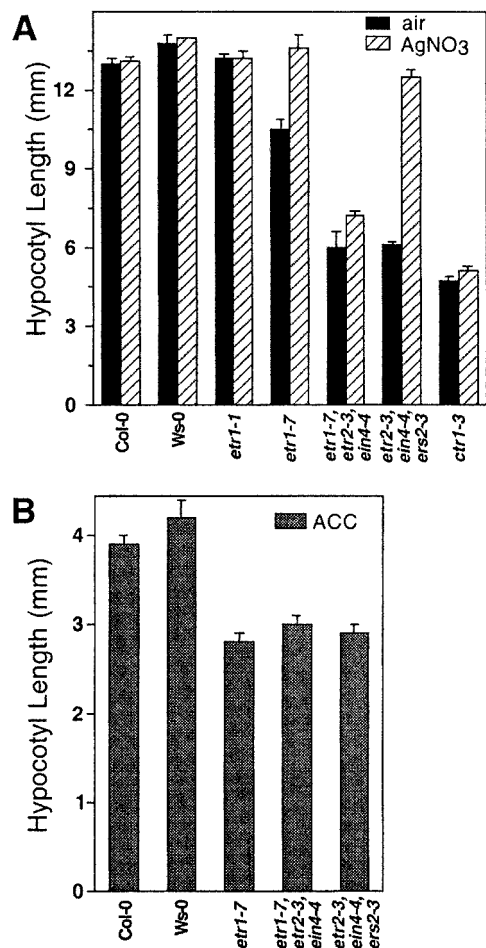 A
air
AgNO3
Hypocotyl Length (mm)
12
9
6
3
0
Col-0
Ws-0
etr1-1
etr1-7
etr1-7,
etr2-3,
ein4-4
etr2-3,
ein4-4,
ers2-3
ctr1-3
B
ACC
Hypocotyl Length (mm)
4
3
2
1
0
Col-0
Ws-0
etr1-7
etr1-7,
etr2-3,
ein4-4
etr2-3,
ein4-4,
ers2-3